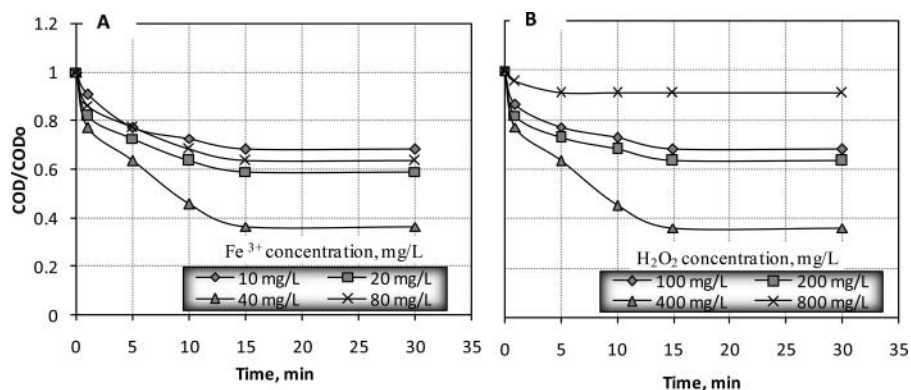 A
B
1.2
1
0.8
0.6
0.4
0.2
0
COD/CODo
Fe ³⁺ concentration, mg/L
10 mg/L 20 mg/L
40 mg/L 80 mg/L
0 5 10 15 20 25 30 35
Time, min
H₂O₂ concentration, mg/L
100 mg/L 200 mg/L
400 mg/L 800 mg/L
0 5 10 15 20 25 30 35
Time, min